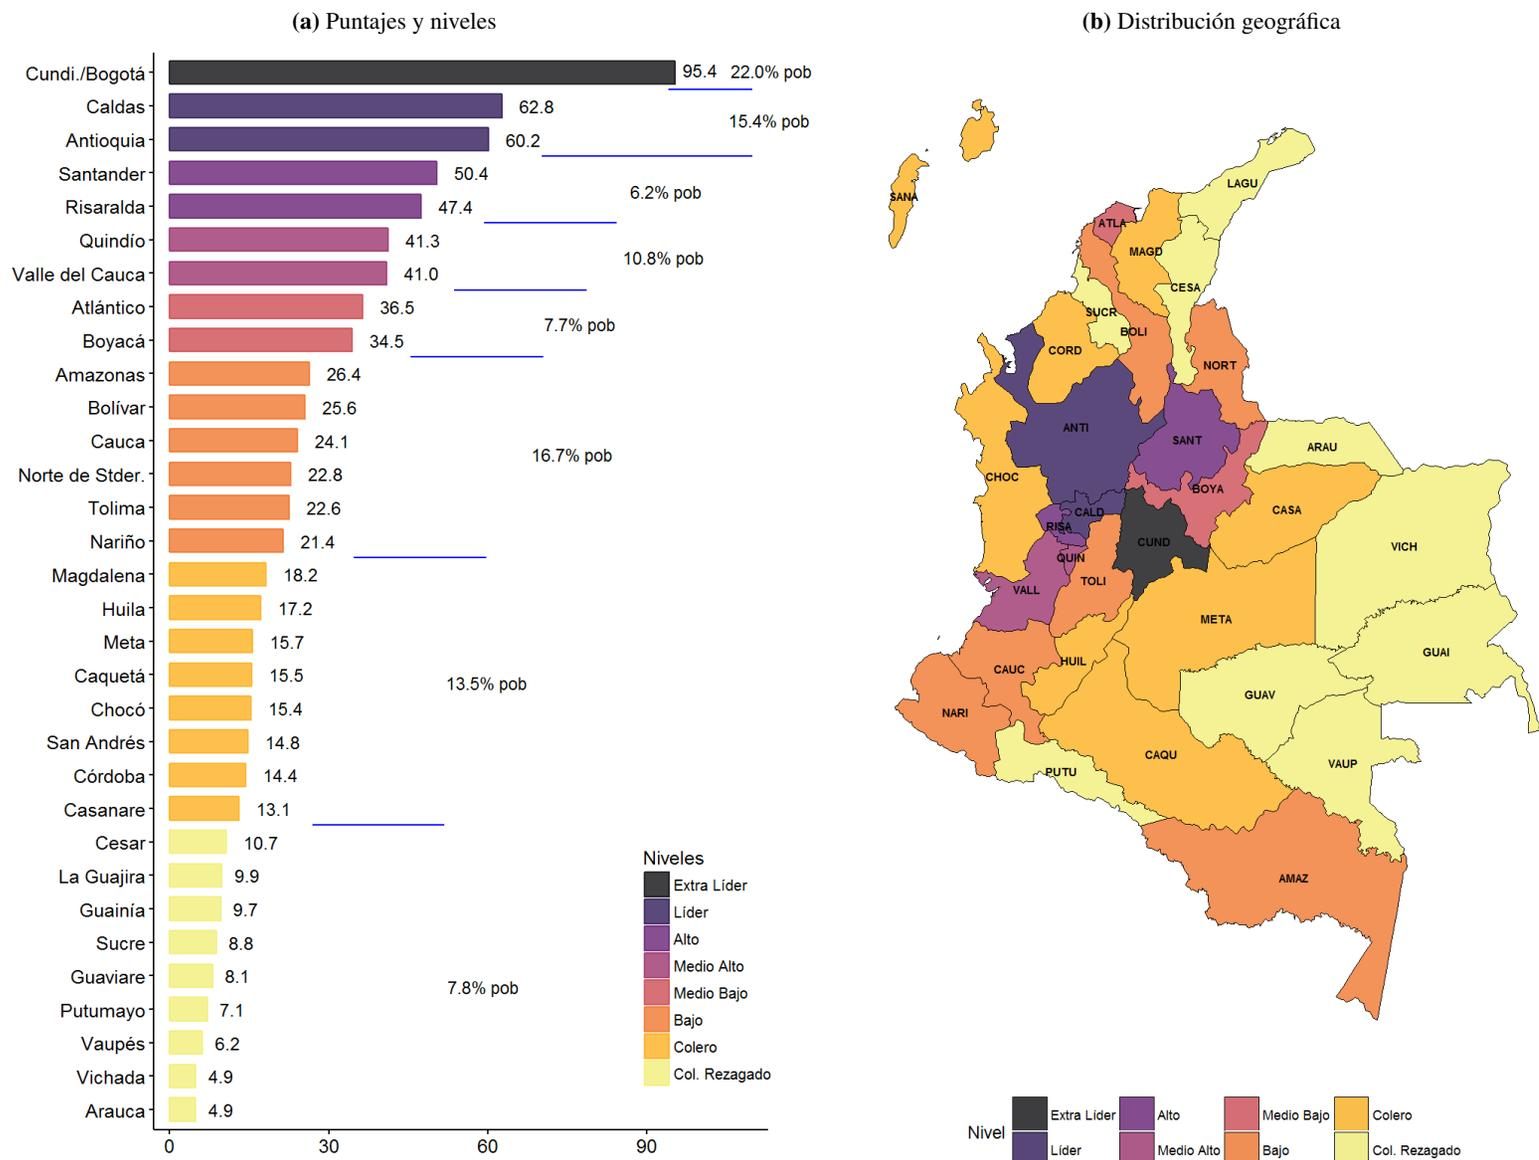 (a) Puntajes y niveles
Cundi./Bogotá 95.4 22.0% pob
Caldas 62.8
15.4% pob
Antioquia 60.2
Santander 50.4
6.2% pob
Risaralda 47.4
Quindío 41.3
10.8% pob
Valle del Cauca 41.0
Atlántico 36.5
7.7% pob
Boyacá 34.5
Amazonas 26.4
Bolívar 25.6
Cauca 24.1
16.7% pob
Norte de Stder. 22.8
Tolima 22.6
Nariño 21.4
Magdalena 18.2
Huila 17.2
Meta 15.7
Caquetá 15.5
13.5% pob
Chocó 15.4
San Andrés 14.8
Córdoba 14.4
Casanare 13.1
Cesar 10.7
La Guajira 9.9
Guainía 9.7
Sucre 8.8
Guaviare 8.1
7.8% pob
Putumayo 7.1
Vaupés 6.2
Vichada 4.9
Arauca 4.9
0 30 60 90
Niveles
Extra Líder
Líder
Alto
Medio Alto
Medio Bajo
Bajo
Colero
Col. Rezagado
(b) Distribución geográfica
LAGU
SANA
ATLA
MAGD
CESA
SUCR
BOLI
CORD
NORT
ANTI
SANT
ARAU
CHOC
BOYA
CASA
CALD
RISA
CUND
VICH
QUIN
TOLI
VALL
META
GUAI
HUIL
CAUC
GUAV
NARI
CAQU
VAUP
PUTU
AMAZ
Nivel
Extra Líder Alto Medio Bajo Colero
Líder Medio Alto Bajo Col. Rezagado